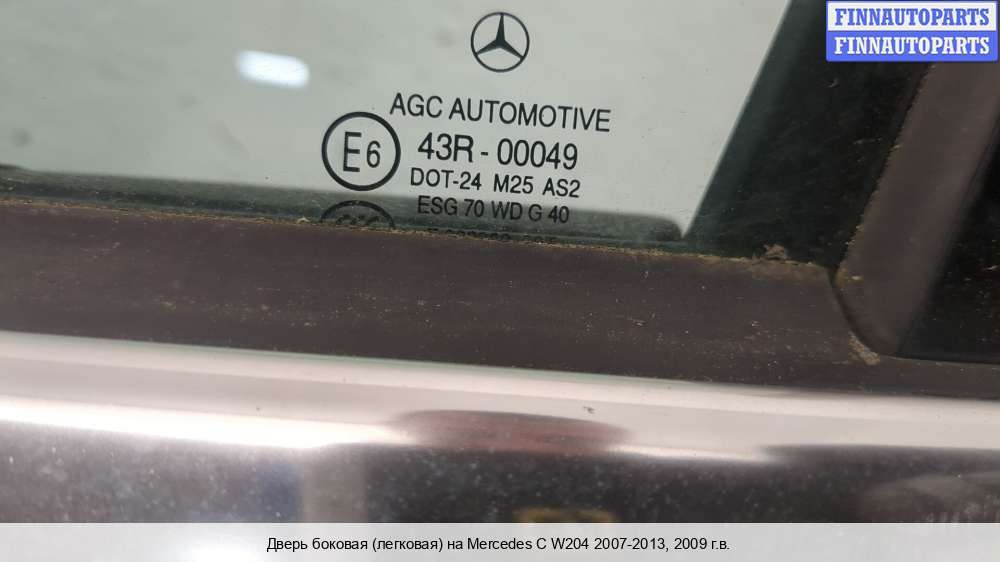 FINNAUTOPARTS
FINNAUTOPARTS
AGC AUTOMOTIVE
E6
43R - 00049
DOT-24 M25 AS2
ESG 70 WD G 40
Дверь боковая (легковая) на Mercedes C W204 2007-2013, 2009 г.в.